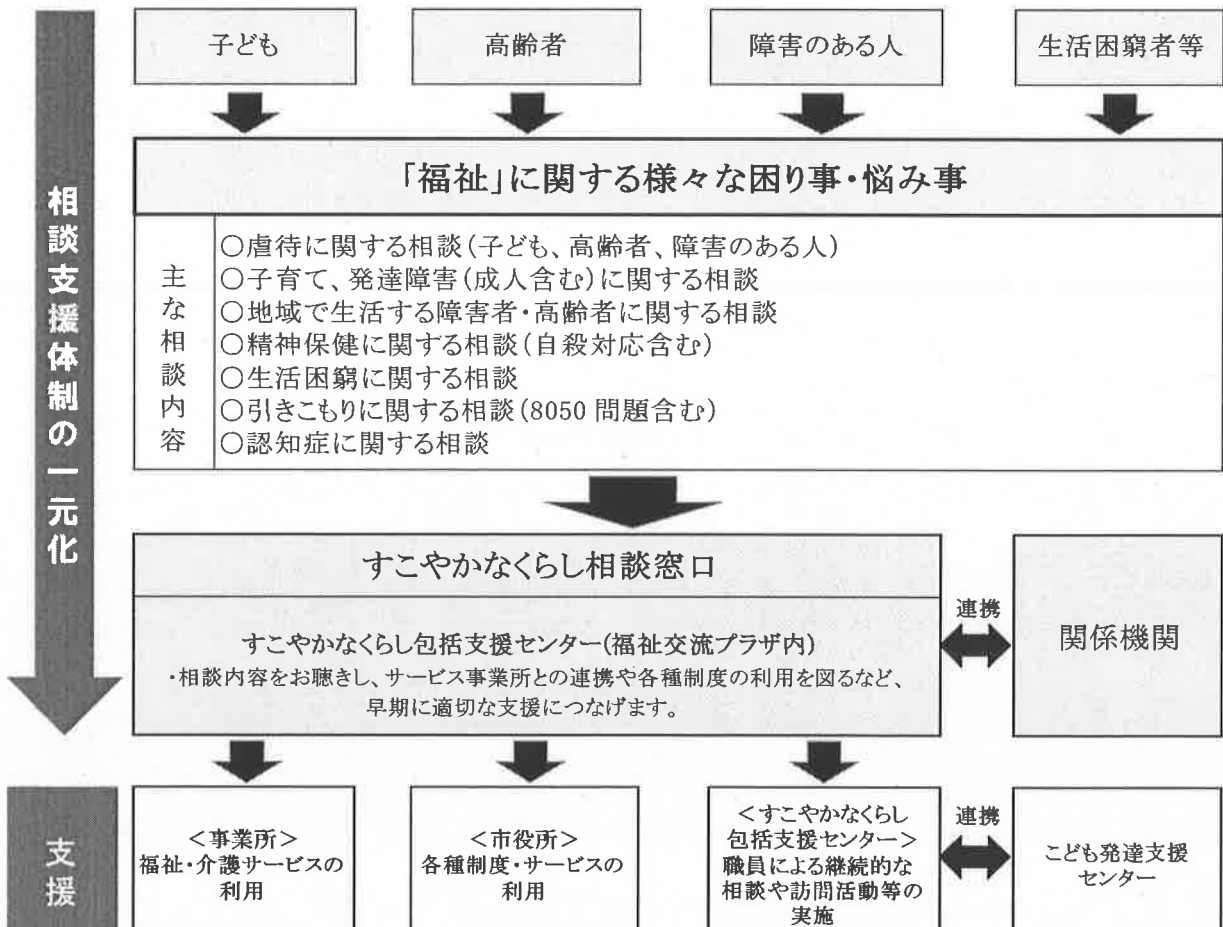 子ども
高齢者
障害のある人
生活困窮者等
相談支援体制の一元化
「福祉」に関する様々な困り事・悩み事
主な相談内容
○虐待に関する相談(子ども、高齢者、障害のある人)
○子育て、発達障害(成人含む)に関する相談
○地域で生活する障害者・高齢者に関する相談
○精神保健に関する相談(自殺対応含む)
○生活困窮に関する相談
○引きこもりに関する相談(8050 問題含む)
○認知症に関する相談
すこやかなくらし相談窓口
すこやかなくらし包括支援センター(福祉交流プラザ内)
・相談内容をお聴きし、サービス事業所との連携や各種制度の利用を図るなど、
早期に適切な支援につなげます。
連携
関係機関
支援
<事業所>
福祉・介護サービスの
利用
<市役所>
各種制度・サービスの
利用
<すこやかなくらし
包括支援センター>
職員による継続的な
相談や訪問活動等の
実施
連携
こども発達支援
センター